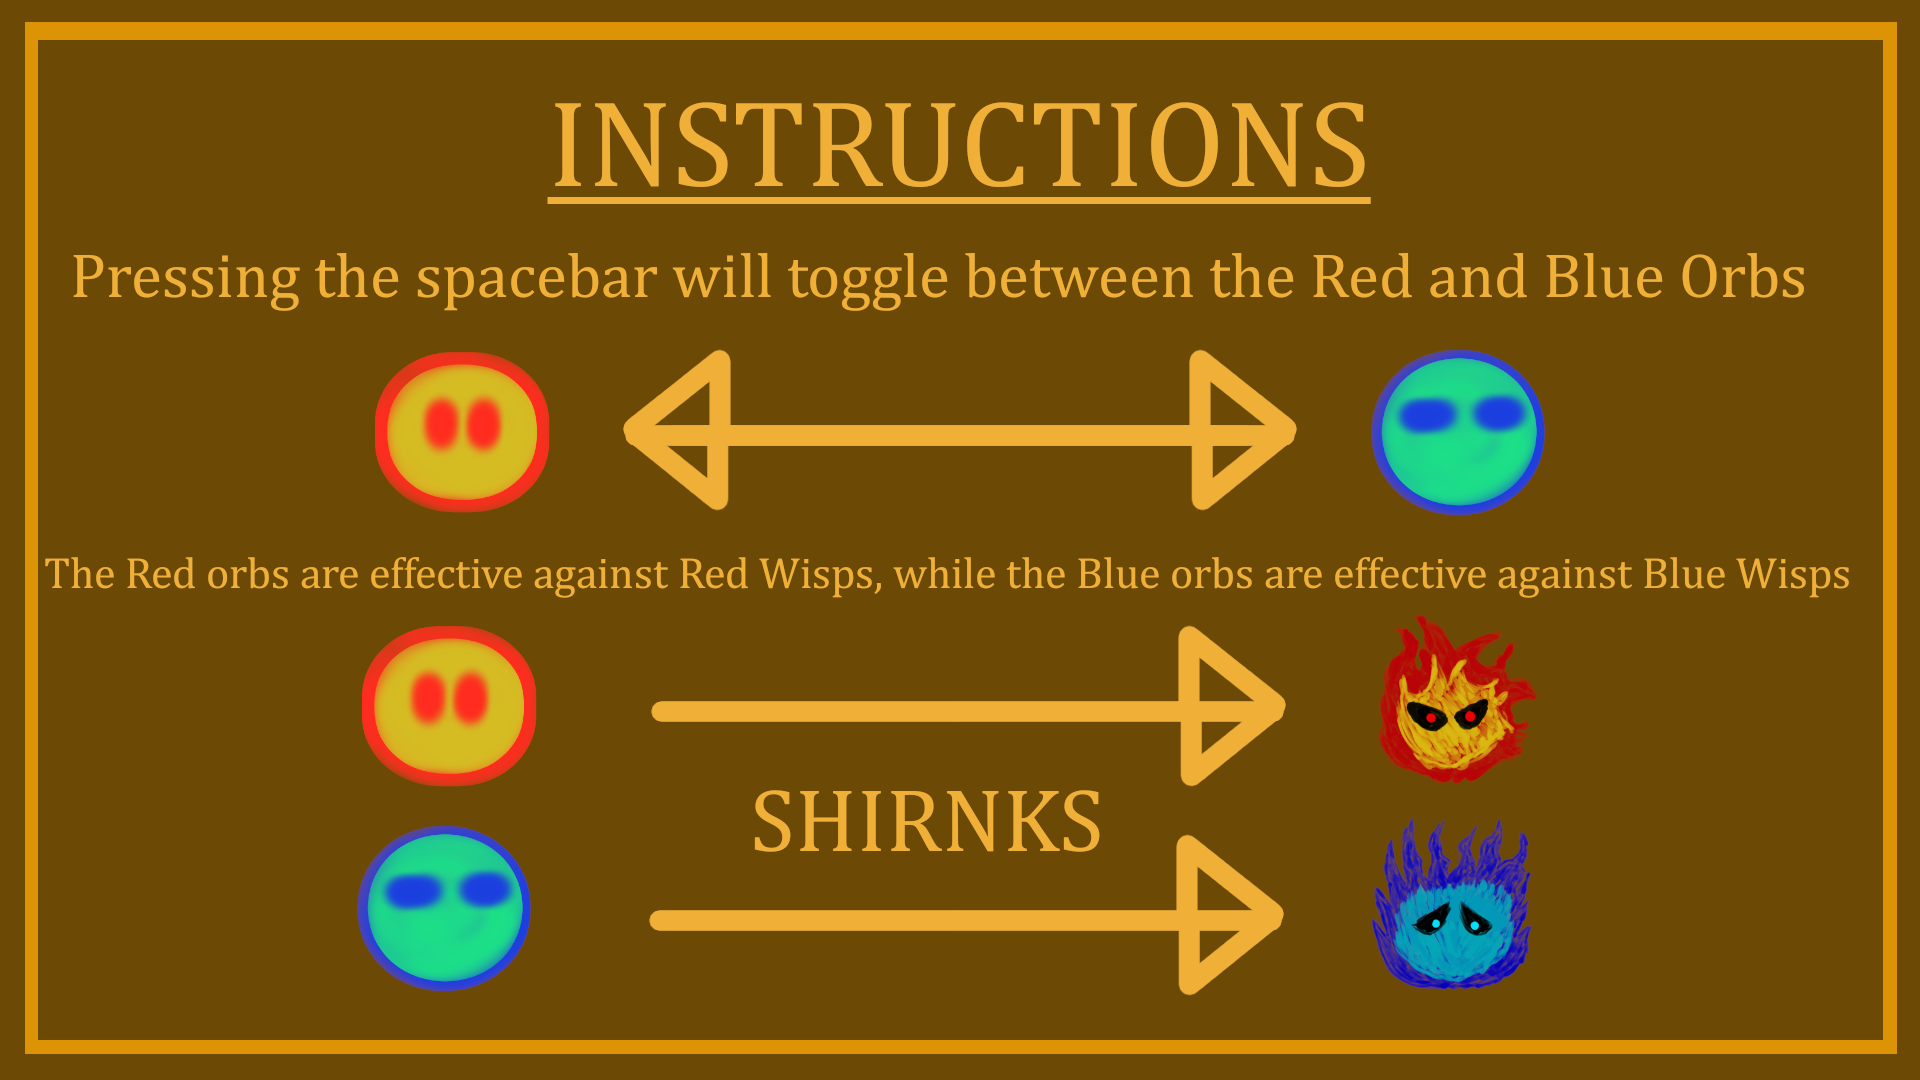 INSTRUCTIONS
Pressing the spacebar will toggle between the Red and Blue Orbs
The Red orbs are effective against Red Wisps, while the Blue orbs are effective against Blue Wisps
SHIRNKS